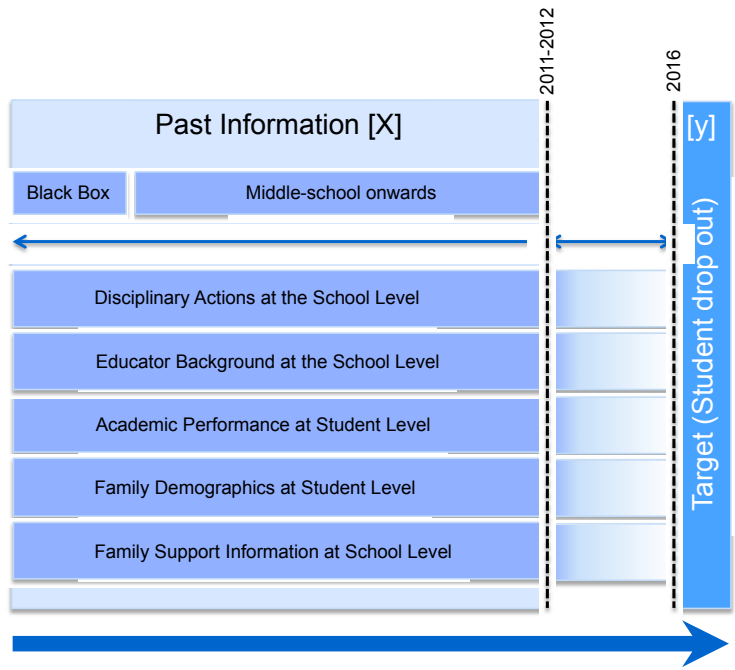 2011-2012
2016
Past Information [X]
[y]
Black Box
Middle-school onwards
Target (Student drop out)
Disciplinary Actions at the School Level
Educator Background at the School Level
Academic Performance at Student Level
Family Demographics at Student Level
Family Support Information at School Level